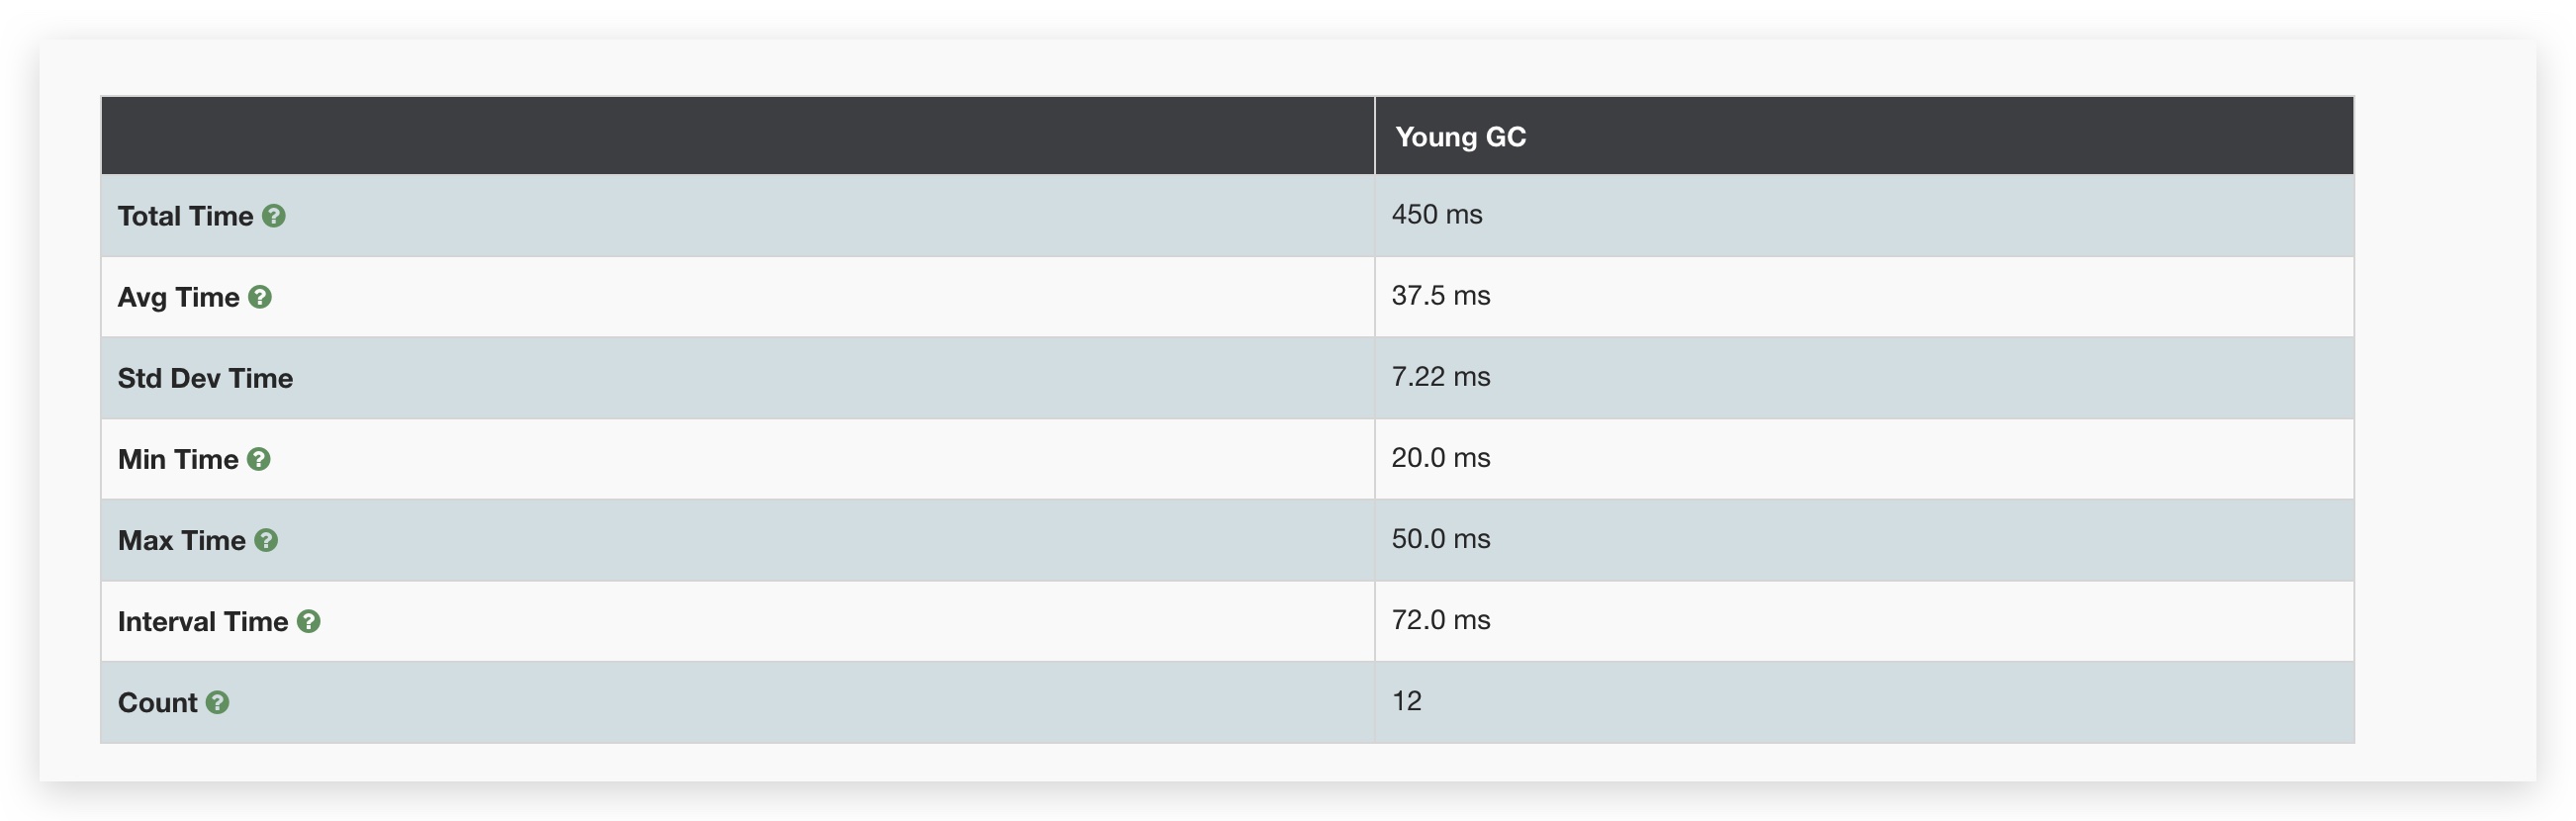 Young GC
Total Time ? 450 ms
Avg Time ? 37.5 ms
Std Dev Time 7.22 ms
Min Time ? 20.0 ms
Max Time ? 50.0 ms
Interval Time ? 72.0 ms
Count ? 12